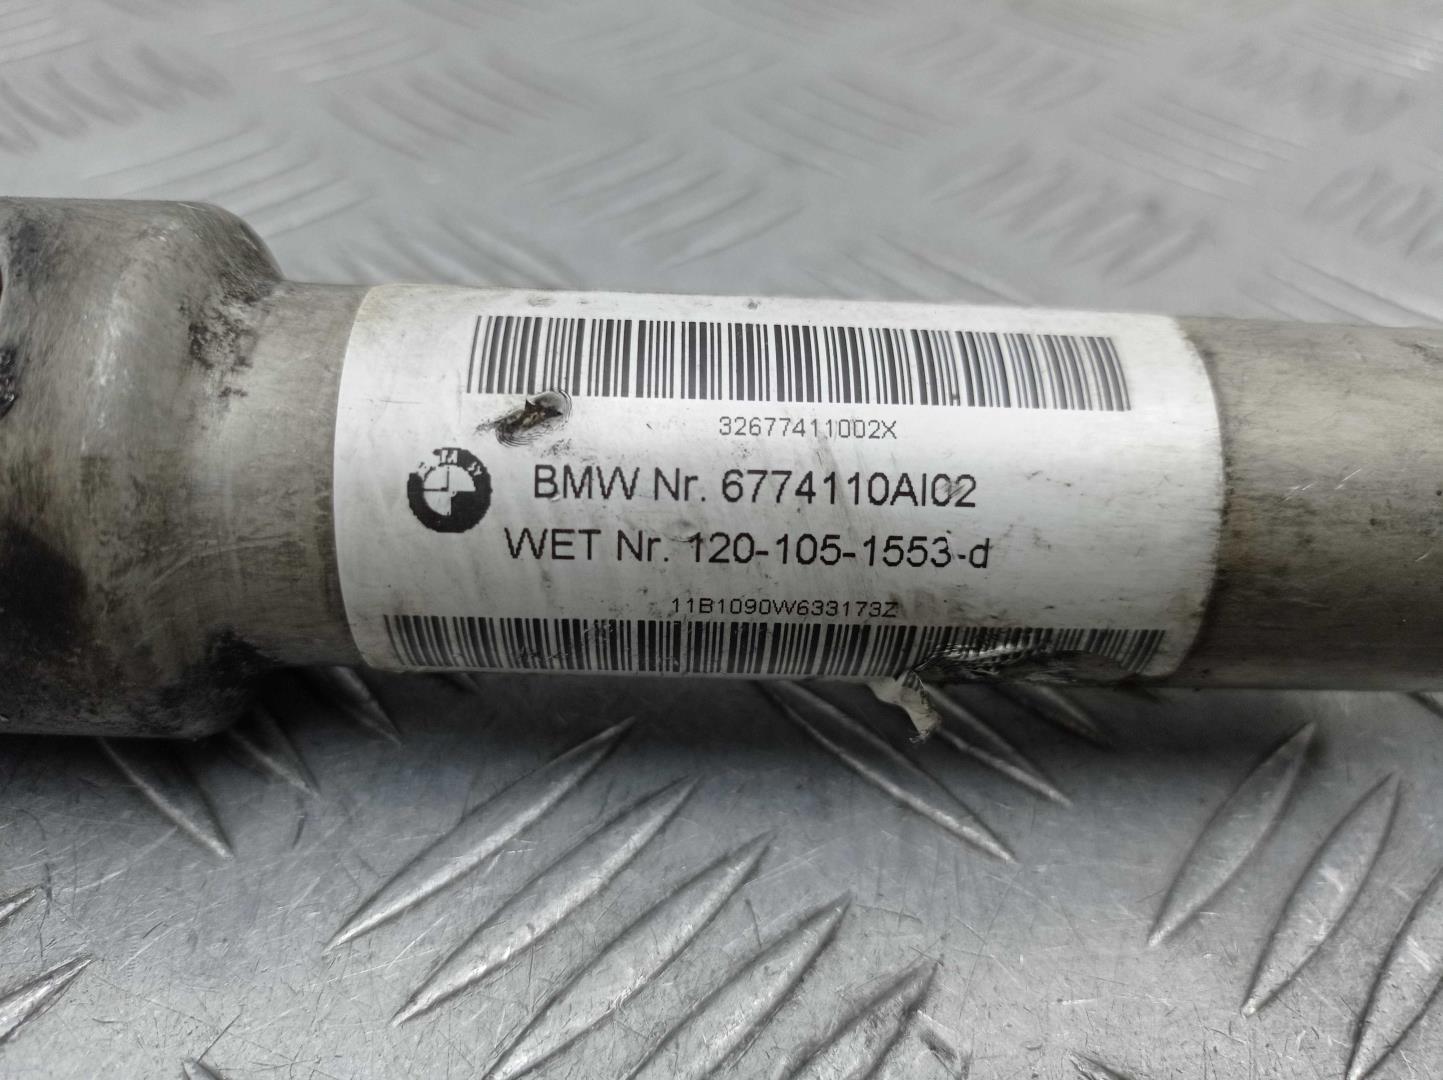 32677411002X
BMW Nr. 6774110AI02
WET Nr. 120-105-1553-d
11B1090W633173Z